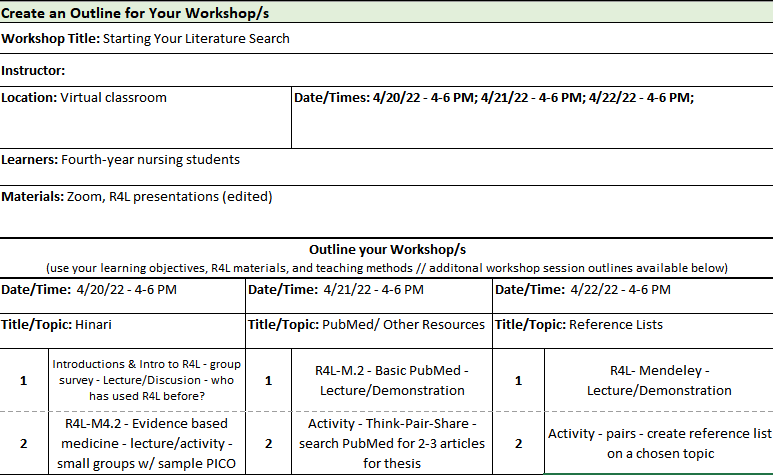 Create an Outline for Your Workshop/s
Workshop Title: Starting Your Literature Search
Instructor:
Location: Virtual classroom
Date/Times: 4/20/22 - 4-6 PM; 4/21/22 - 4-6 PM; 4/22/22 - 4-6 PM;
Learners: Fourth-year nursing students
Materials: Zoom, R4L presentations (edited)
Outline your Workshop/s
(use your learning objectives, R4L materials, and teaching methods // additonal workshop session outlines available below)
Date/Time: 4/20/22 - 4-6 PM
Date/Time: 4/21/22 - 4-6 PM
Date/Time: 4/22/22 - 4-6 PM
Title/Topic: Hinari
Title/Topic: PubMed/ Other Resources
Title/Topic: Reference Lists
1
Introductions & Intro to R4L - group
survey - Lecture/Discusion - who
has used R4L before?
1
R4L-M.2 - Basic PubMed -
Lecture/Demonstration
1
R4L- Mendeley -
Lecture/Demonstration
2
R4L-M4.2 - Evidence based
medicine - lecture/activity -
small groups w/ sample PICO
2
Activity - Think-Pair-Share -
search PubMed for 2-3 articles
for thesis
2
Activity - pairs - create reference list
on a chosen topic